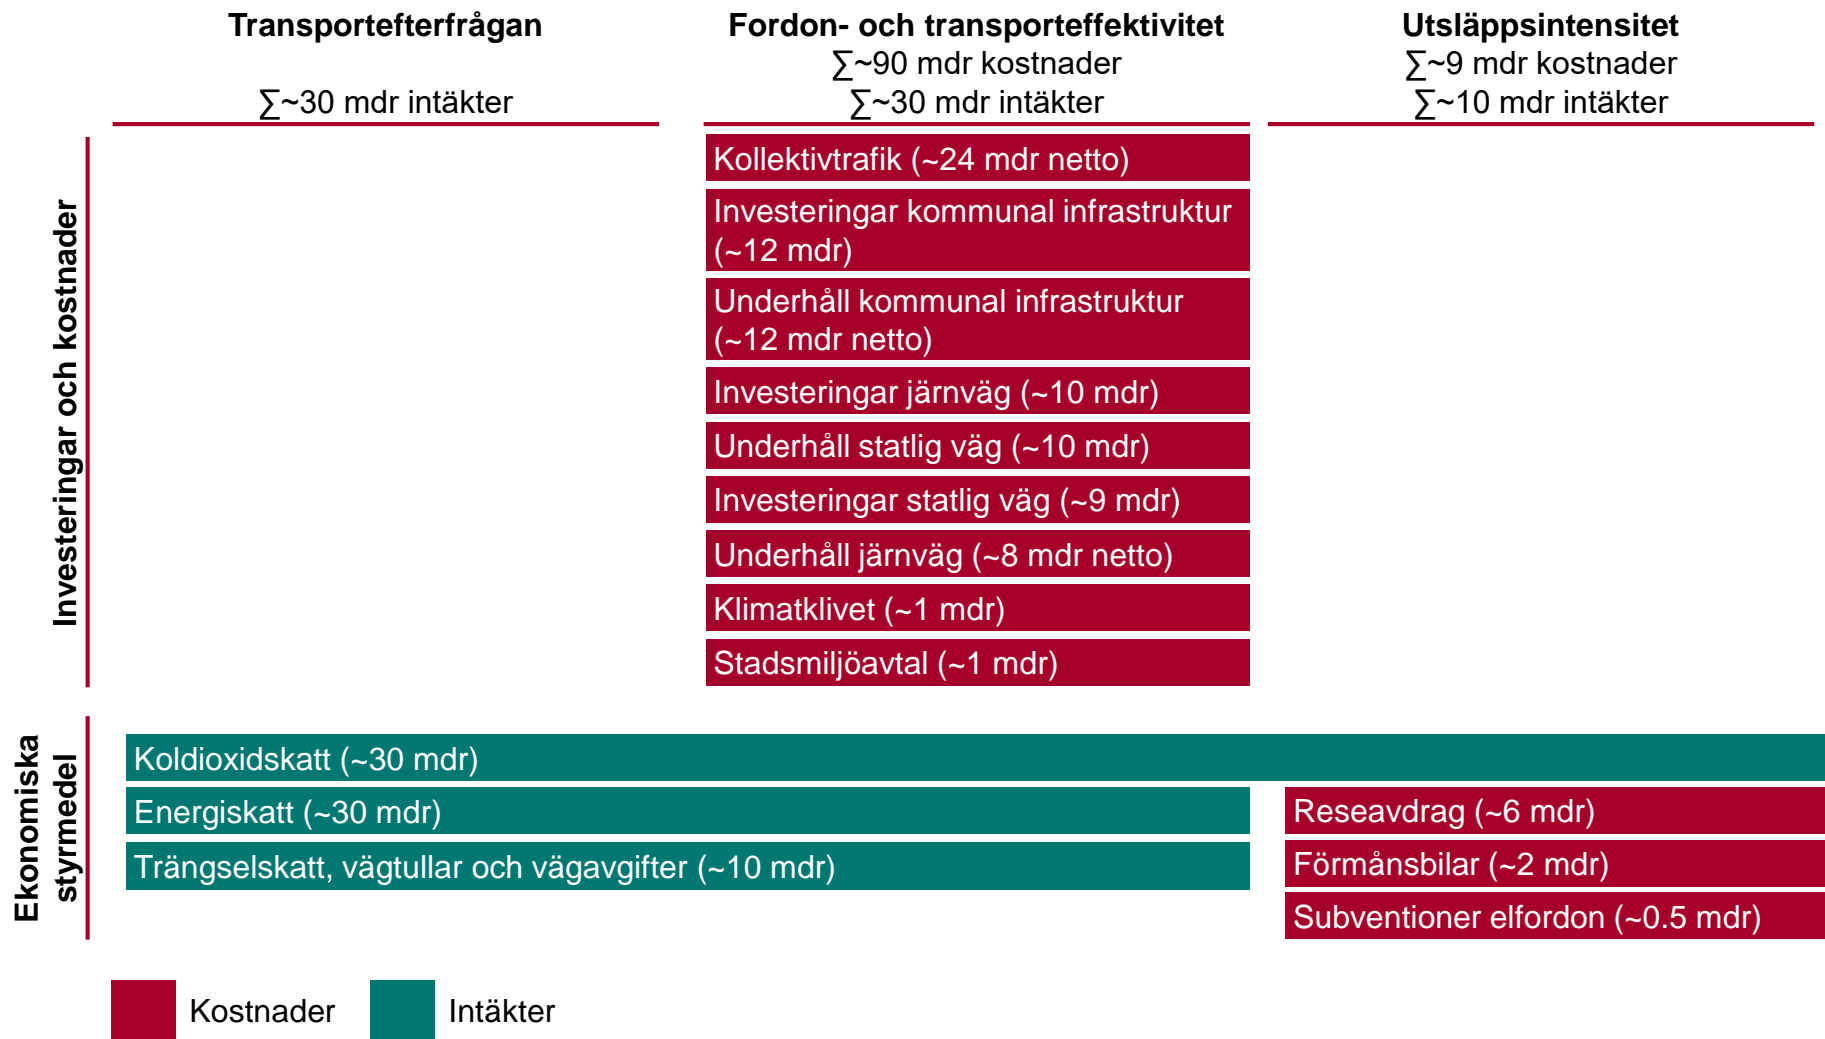 Transportefterfrågan
∑~30 mdr intäkter
Fordon- och transporteffektivitet
∑~90 mdr kostnader
∑~30 mdr intäkter
Utsläppsintensitet
∑~9 mdr kostnader
∑~10 mdr intäkter
Investeringar och kostnader
Kollektivtrafik (~24 mdr netto)
Investeringar kommunal infrastruktur
(~12 mdr)
Underhåll kommunal infrastruktur
(~12 mdr netto)
Investeringar järnväg (~10 mdr)
Underhåll statlig väg (~10 mdr)
Investeringar statlig väg (~9 mdr)
Underhåll järnväg (~8 mdr netto)
Klimatklivet (~1 mdr)
Stadsmiljöavtal (~1 mdr)
Ekonomiska
styrmedel
Koldioxidskatt (~30 mdr)
Energiskatt (~30 mdr)
Trängselskatt, vägtullar och vägavgifter (~10 mdr)
Reseavdrag (~6 mdr)
Förmånsbilar (~2 mdr)
Subventioner elfordon (~0.5 mdr)
Kostnader
Intäkter